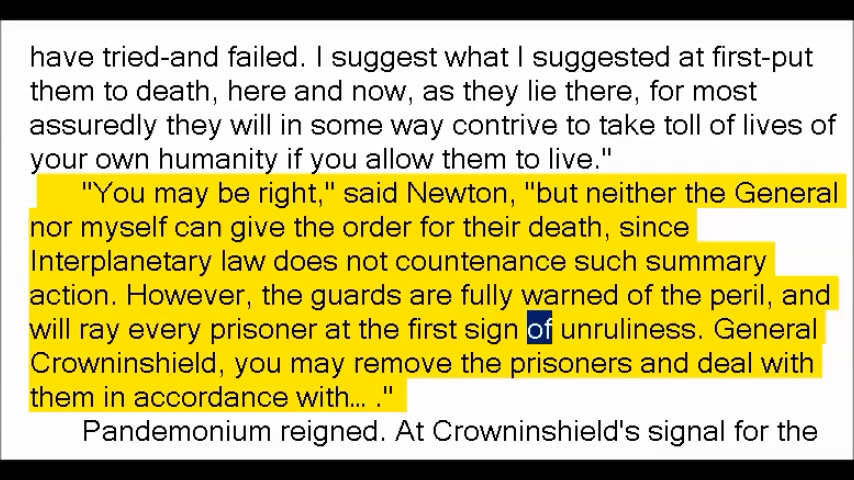 have tried-and failed. I suggest what I suggested at first-put
them to death, here and now, as they lie there, for most
assuredly they will in some way contrive to take toll of lives of
your own humanity if you allow them to live."
"You may be right," said Newton, "but neither the General
nor myself can give the order for their death, since
Interplanetary law does not countenance such summary
action. However, the guards are fully warned of the peril, and
will ray every prisoner at the first sign of unruliness. General
Crowninshield, you may remove the prisoners and deal with
them in accordance with... ."
Pandemonium reigned. At Crowninshield's signal for the